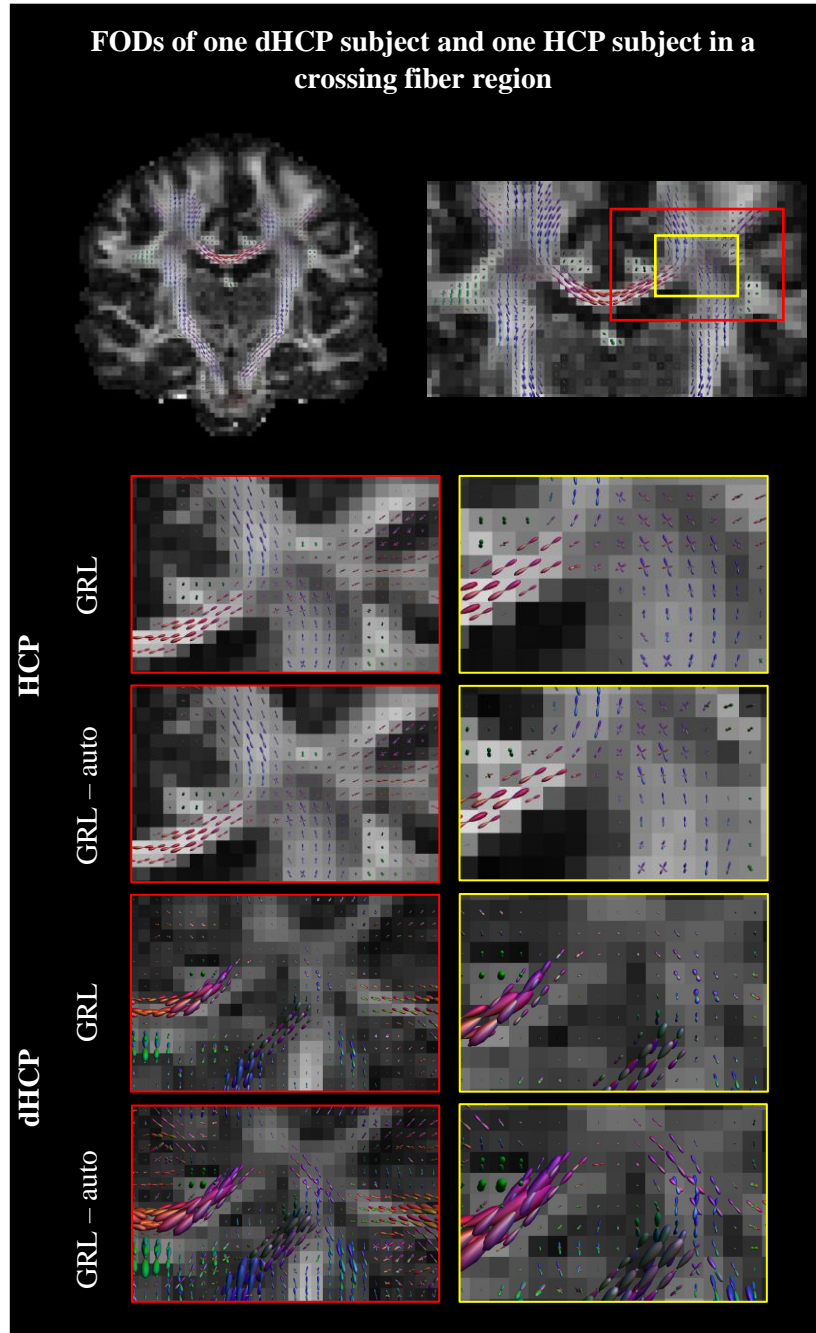 FODs of one dHCP subject and one HCP subject in a
crossing fiber region
HCP
GRL
GRL – auto
dHCP
GRL
GRL – auto